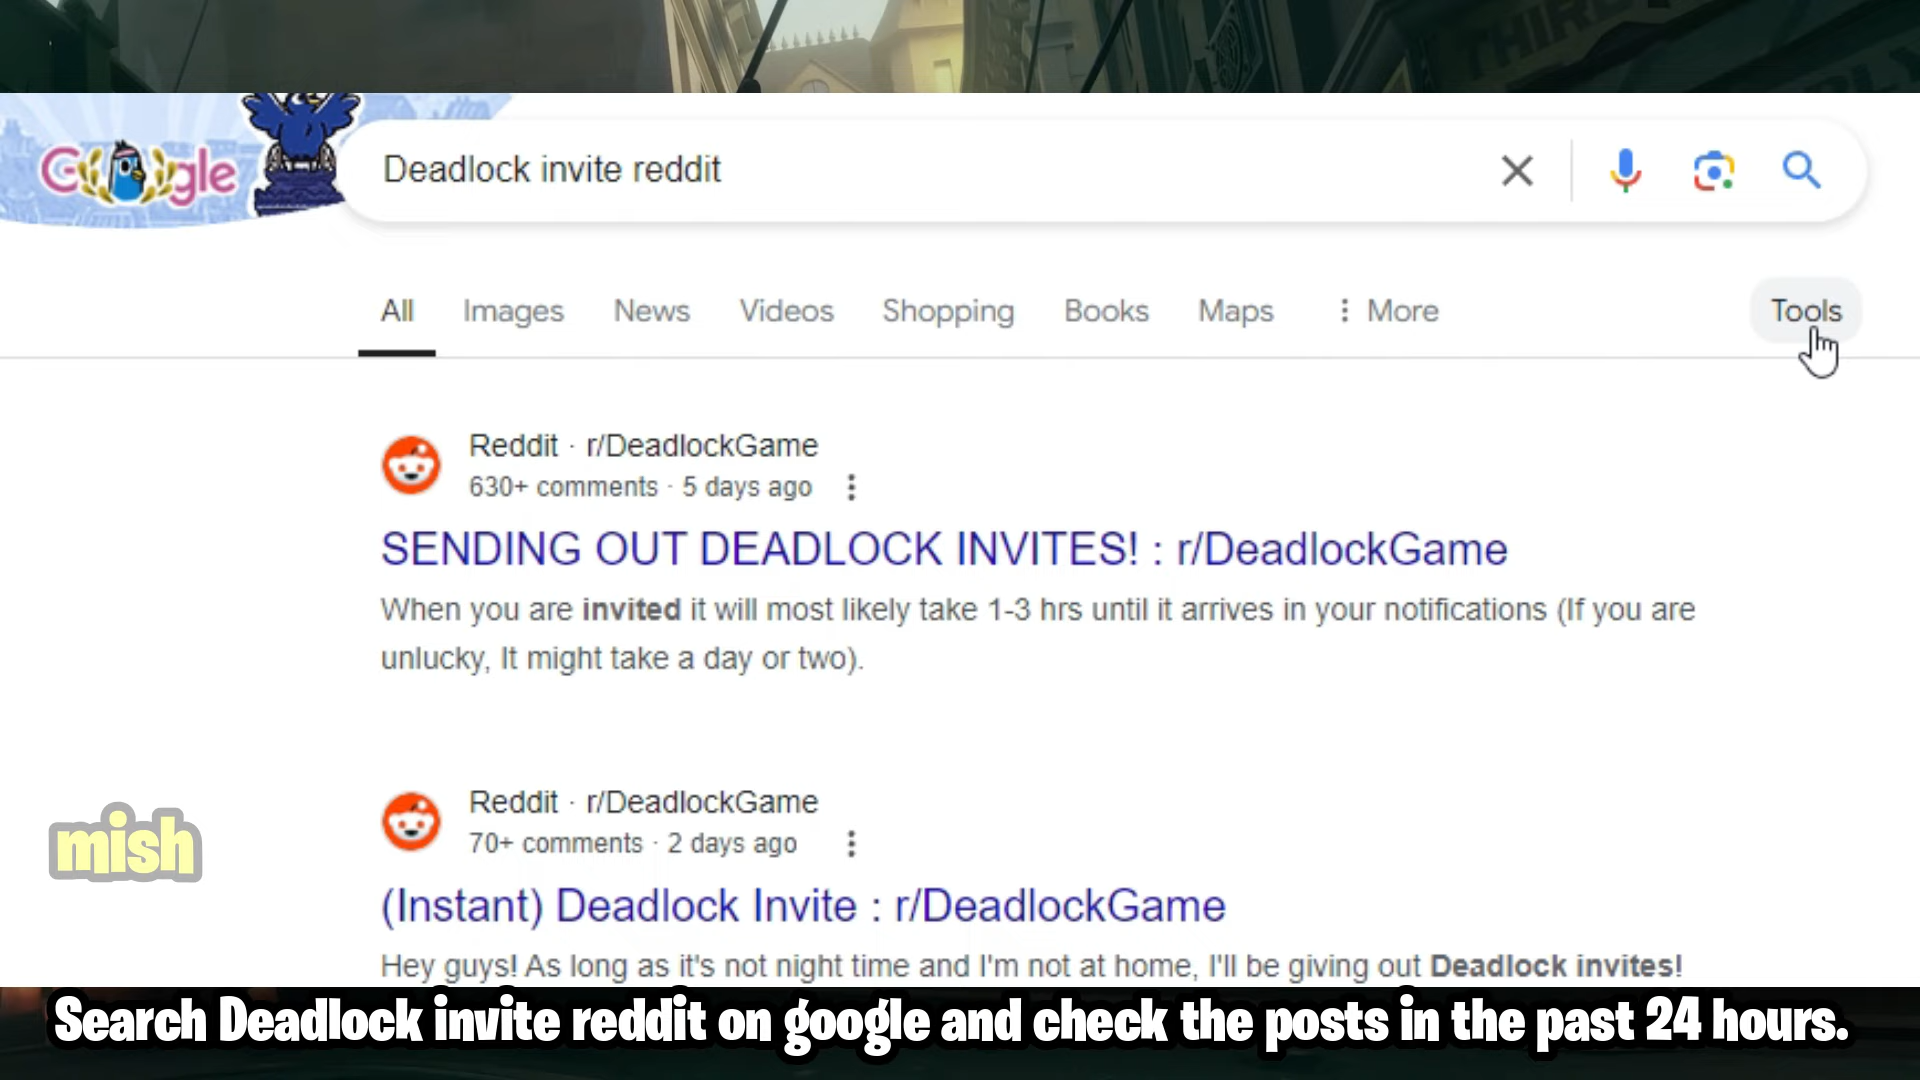 THIRD
Google
Deadlock invite reddit
All Images News Videos Shopping Books Maps More Tools
Reddit · r/DeadlockGame
630+ comments · 5 days ago
SENDING OUT DEADLOCK INVITES! : r/DeadlockGame
When you are invited it will most likely take 1-3 hrs until it arrives in your notifications (If you are
unlucky, It might take a day or two).
Reddit · r/DeadlockGame
70+ comments · 2 days ago
(Instant) Deadlock Invite : r/DeadlockGame
Hey guys! As long as it's not night time and I'm not at home, I'll be giving out Deadlock invites!
mish
Search Deadlock invite reddit on google and check the posts in the past 24 hours.